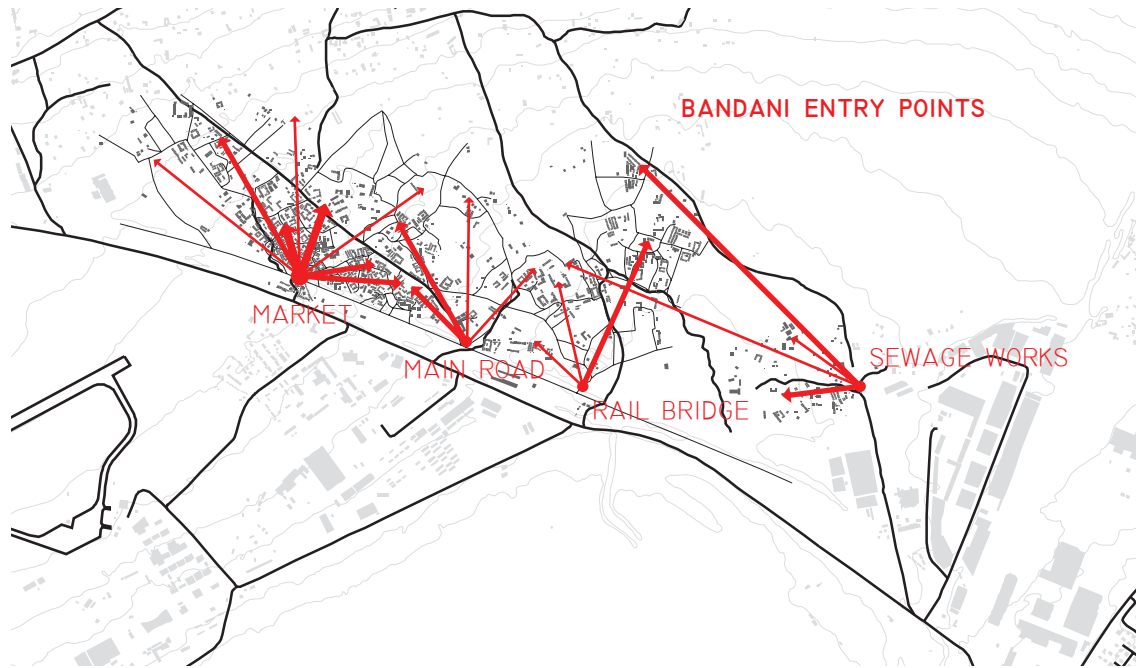 BANDANI ENTRY POINTS
MARKET
MAIN ROAD
SEWAGE WORKS
RAIL BRIDGE